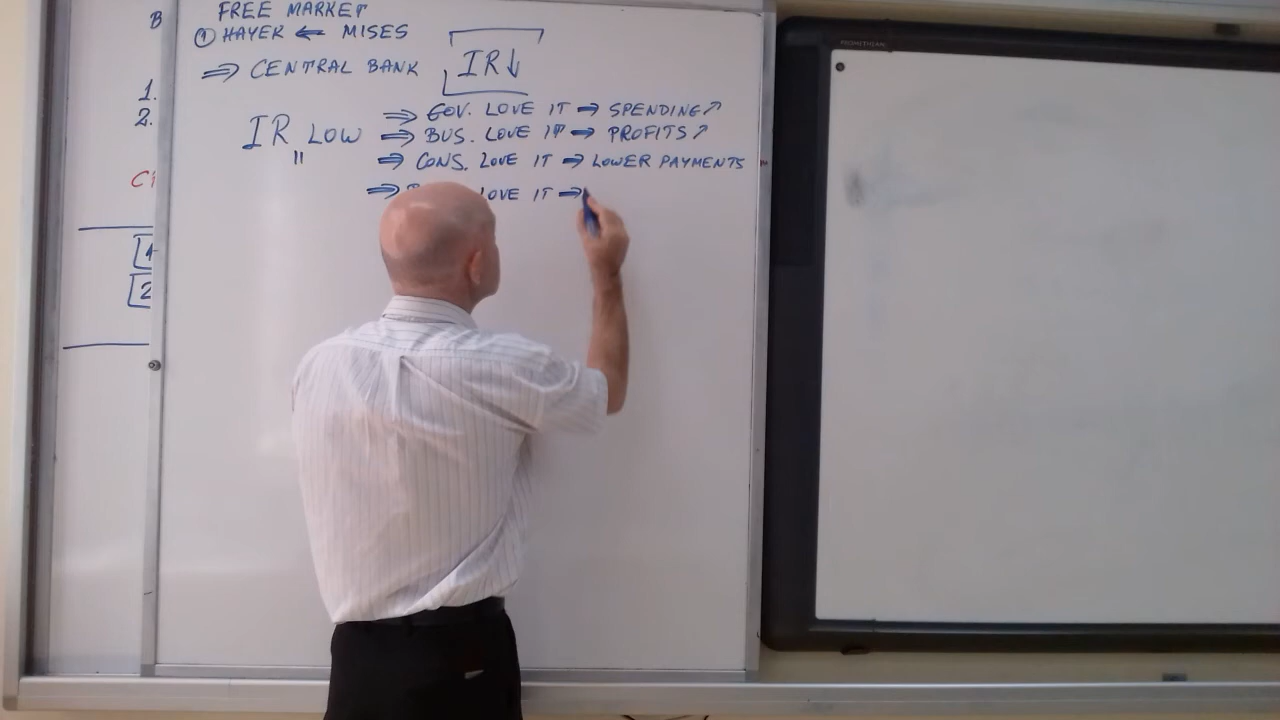 FREE MARKET
① HAYEK ⇐ MISES
⇒ CENTRAL BANK IR↓
IR LOW
⇒ GOV. LOVE IT → SPENDING↗
⇒ BUS. LOVE IT → PROFITS↗
⇒ CONS. LOVE IT → LOWER PAYMENTS
⇒ LOVE IT →
B
1.
2.
1
2
PROMETHEAN